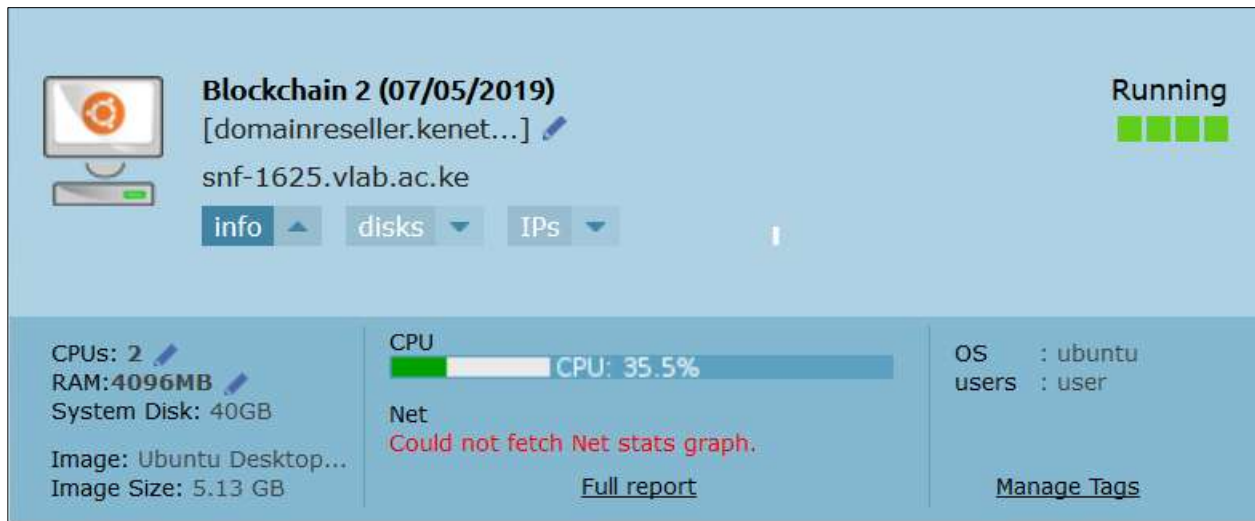 Blockchain 2 (07/05/2019)
[domainreseller.kenet...]
snf-1625.vlab.ac.ke
info disks IPs
Running
CPUs: 2
RAM:4096MB
System Disk: 40GB
Image: Ubuntu Desktop...
Image Size: 5.13 GB
CPU
CPU: 35.5%
Net
Could not fetch Net stats graph.
Full report
OS : ubuntu
users : user
Manage Tags